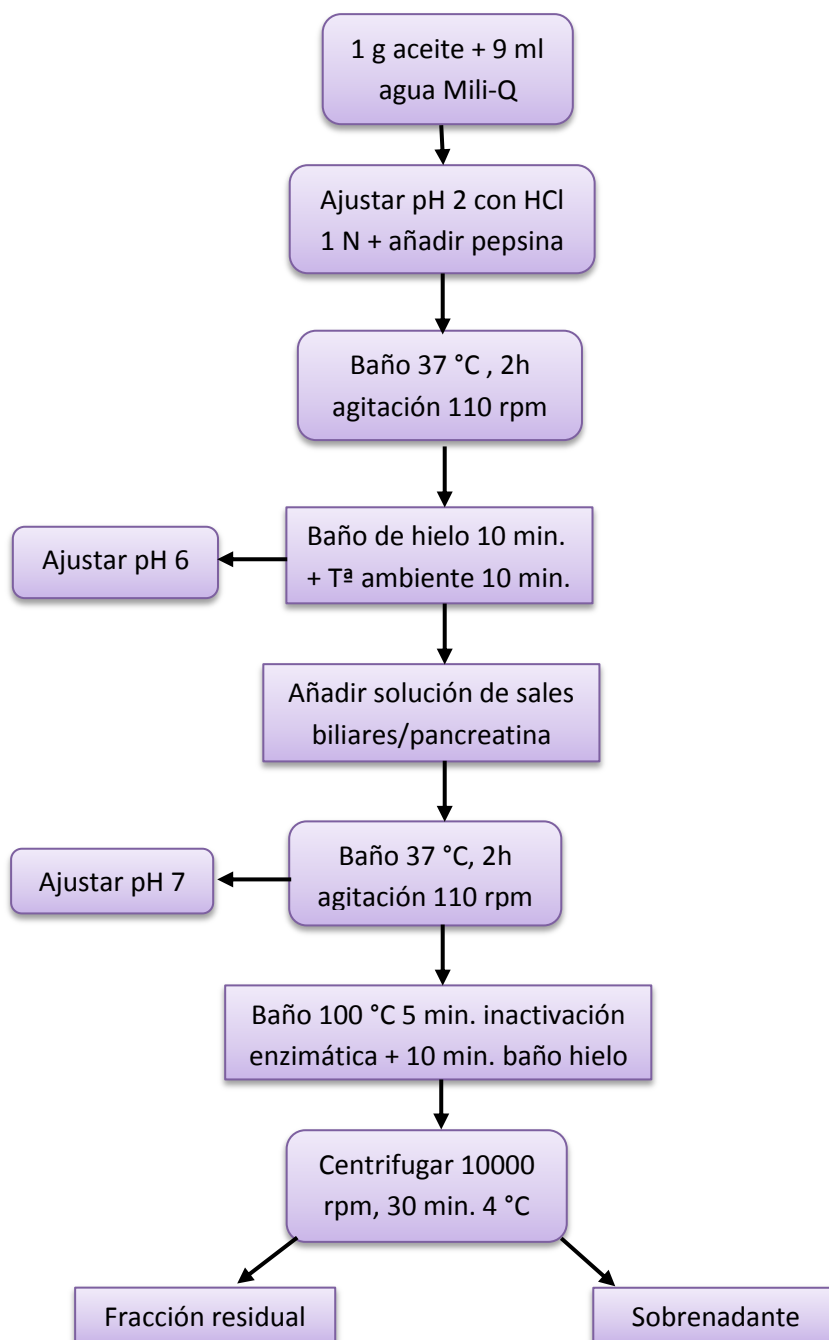 1 g aceite + 9 ml
agua Mili-Q
Ajustar pH 2 con HCl
1 N + añadir pepsina
Baño 37 °C , 2h
agitación 110 rpm
Baño de hielo 10 min.
+ Tª ambiente 10 min.
Ajustar pH 6
Añadir solución de sales
biliares/pancreatina
Baño 37 °C, 2h
agitación 110 rpm
Ajustar pH 7
Baño 100 °C 5 min. inactivación
enzimática + 10 min. baño hielo
Centrifugar 10000
rpm, 30 min. 4 °C
Fracción residual
Sobrenadante